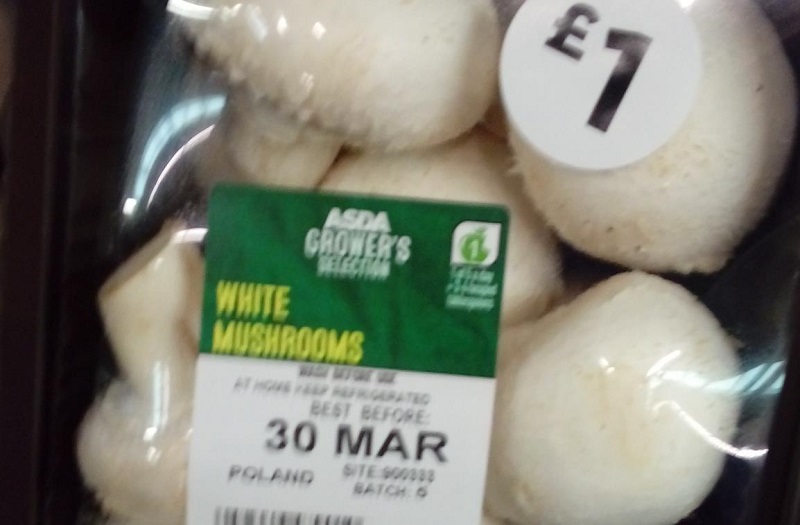 £1
ASDA
GROWER'S
SELECTION
WHITE
MUSHROOMS
WASH BEFORE USE
AT HOME KEEP REFRIGERATED
BEST BEFORE:
30 MAR
POLAND
BATCH: 6